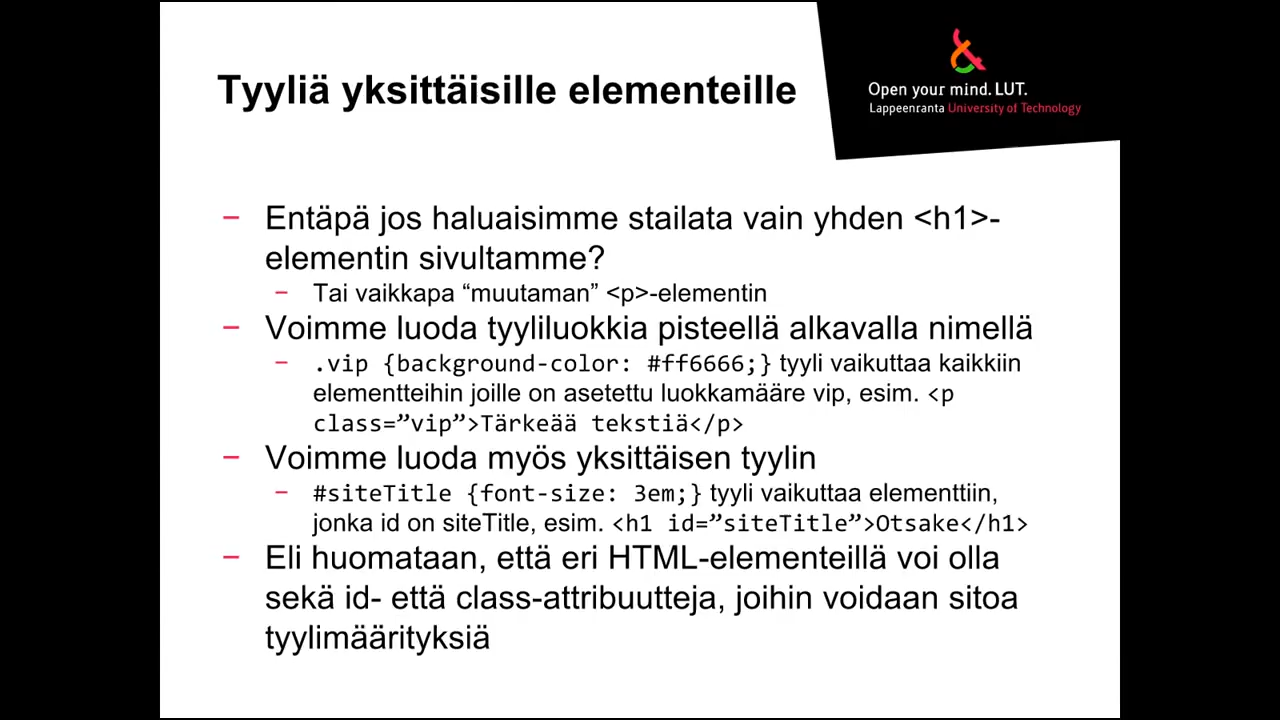 Tyyliä yksittäisille elementeille
Open your mind. LUT.
Lappeenranta University of Technology
– Entäpä jos haluaisimme stailata vain yhden <h1>-
elementin sivultamme?
– Tai vaikkapa “muutaman” <p>-elementin
– Voimme luoda tyyliluokkia pisteellä alkavalla nimellä
– .vip {background-color: #ff6666;} tyyli vaikuttaa kaikkiin
elementteihin joille on asetettu luokkamääre vip, esim. <p
class=”vip”>Tärkeää tekstiä</p>
– Voimme luoda myös yksittäisen tyylin
– #siteTitle {font-size: 3em;} tyyli vaikuttaa elementtiin,
jonka id on siteTitle, esim. <h1 id=”siteTitle”>Otsake</h1>
– Eli huomataan, että eri HTML-elementeillä voi olla
sekä id- että class-attribuutteja, joihin voidaan sitoa
tyylimäärityksiä